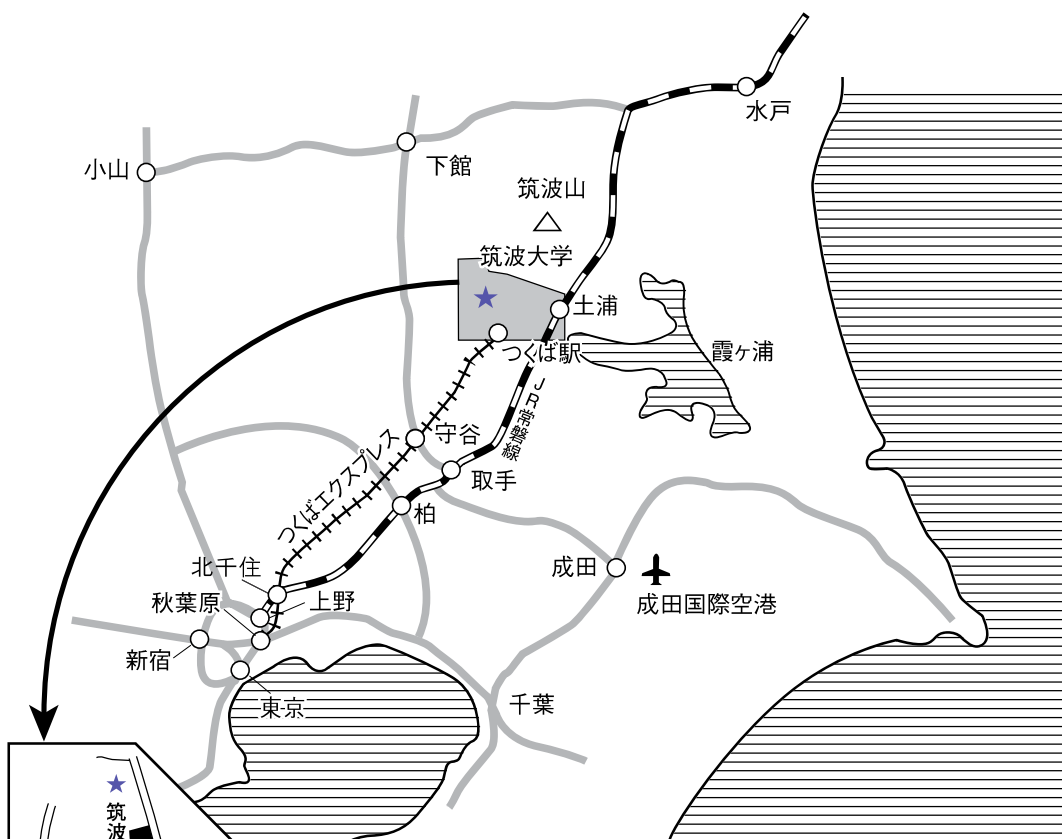 水戸
小山
下館
筑波山
筑波大学
土浦
つくば駅
霞ヶ浦
JR常磐線
守谷
取手
つくばエクスプレス
柏
北千住
成田
秋葉原
上野
成田国際空港
新宿
東京
千葉
筑波